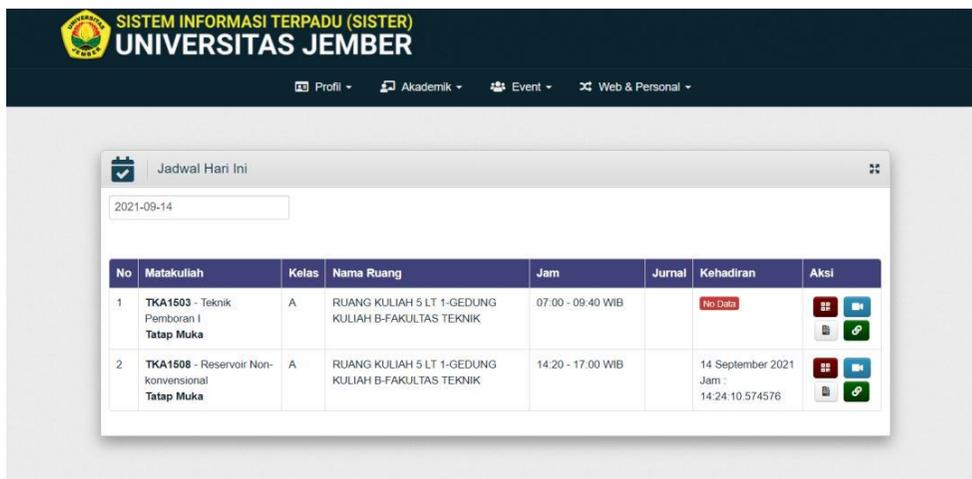 SISTEM INFORMASI TERPADU (SISTER)
UNIVERSITAS JEMBER
UNIVERSITAS
JEMBER
Profil Akademik Event Web & Personal
Jadwal Hari Ini
2021-09-14
No Matakuliah Kelas Nama Ruang Jam Jurnal Kehadiran Aksi
1 TKA1503 - Teknik A RUANG KULIAH 5 LT 1-GEDUNG 07:00 - 09:40 WIB No Data
Pemboran I KULIAH B-FAKULTAS TEKNIK
Tatap Muka
2 TKA1508 - Reservoir Non- A RUANG KULIAH 5 LT 1-GEDUNG 14:20 - 17:00 WIB 14 September 2021
konvensional KULIAH B-FAKULTAS TEKNIK Jam :
Tatap Muka 14:24:10.574576